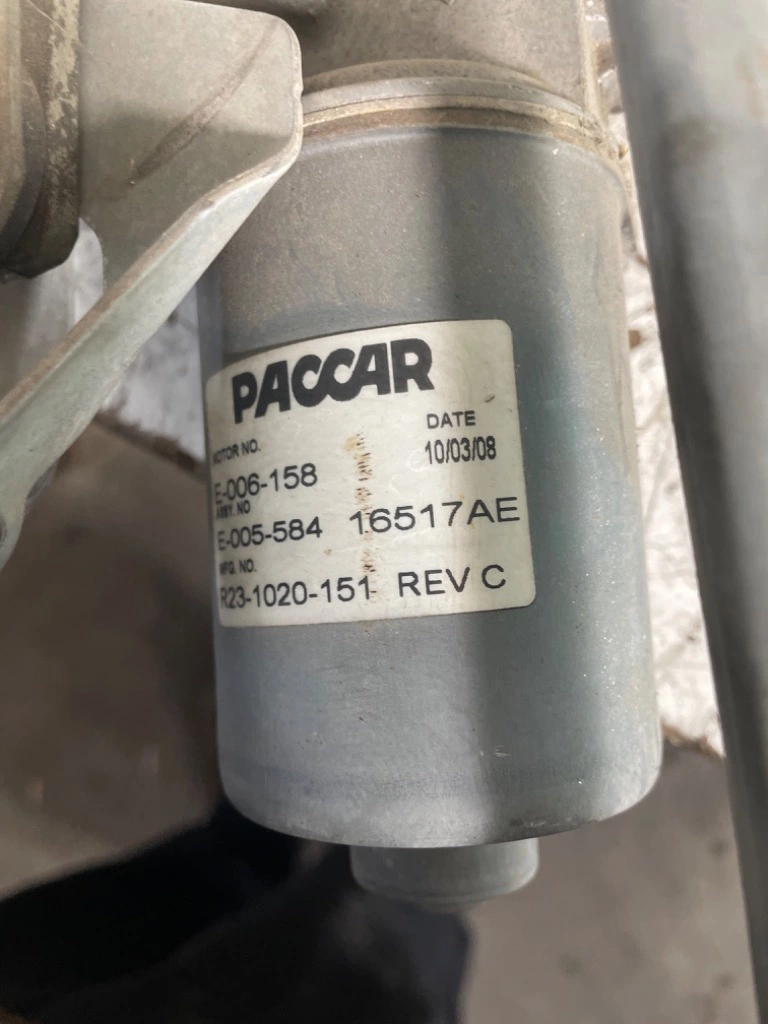 PACCAR
MOTOR NO. DATE
E-006-158 10/03/08
ASSY. NO
E-005-584 16517AE
MFG. NO.
R23-1020-151 REV C